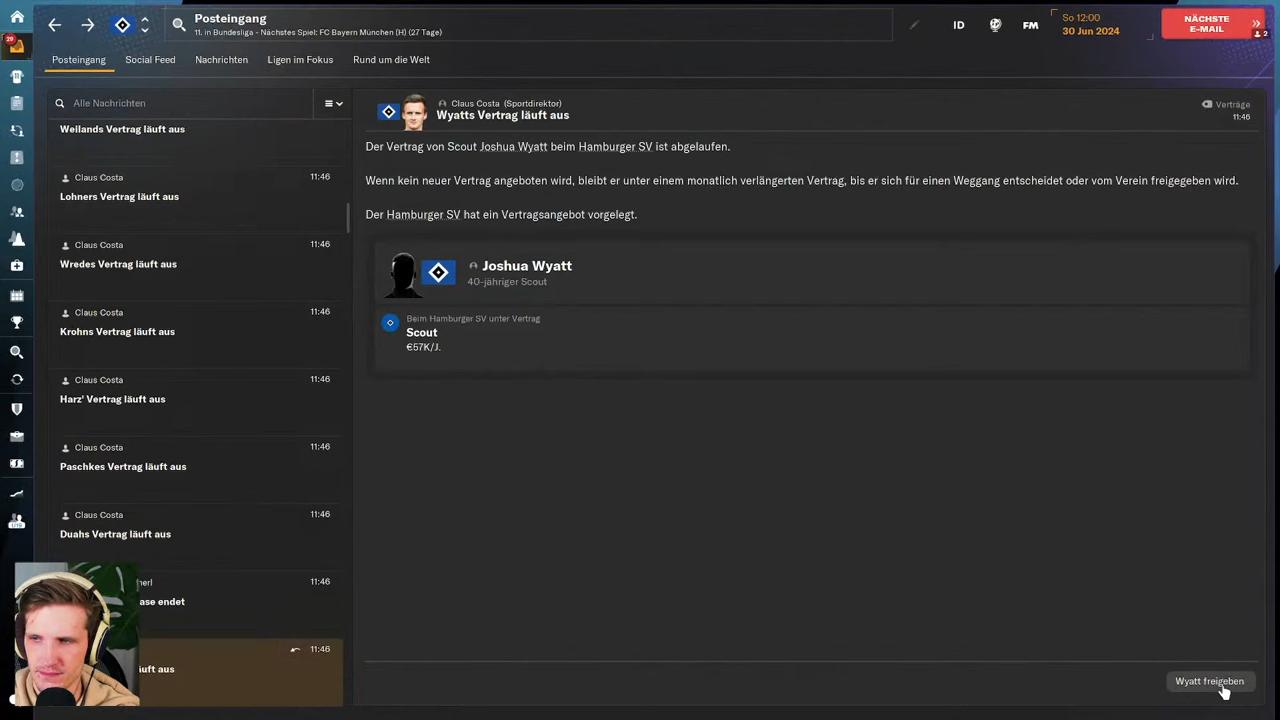 Posteingang
11. in Bundesliga - Nächstes Spiel: FC Bayern München (H) (27 Tage)
ID
FM
So 12:00
30 Jun 2024
NÄCHSTE
E-MAIL
2
29
Posteingang
Social Feed
Nachrichten
Ligen im Fokus
Rund um die Welt
Alle Nachrichten
Weilands Vertrag läuft aus
Claus Costa
11:46
Lohners Vertrag läuft aus
Claus Costa
11:46
Wredes Vertrag läuft aus
Claus Costa
11:46
Krohns Vertrag läuft aus
Claus Costa
11:46
Harz' Vertrag läuft aus
Claus Costa
11:46
Paschkes Vertrag läuft aus
Claus Costa
11:46
Duahs Vertrag läuft aus
11:46
endet
11:46
äuft aus
Claus Costa (Sportdirektor)
Wyatts Vertrag läuft aus
Verträge
11:46
Der Vertrag von Scout Joshua Wyatt beim Hamburger SV ist abgelaufen.
Wenn kein neuer Vertrag angeboten wird, bleibt er unter einem monatlich verlängerten Vertrag, bis er sich für einen Weggang entscheidet oder vom Verein freigegeben wird.
Der Hamburger SV hat ein Vertragsangebot vorgelegt.
Joshua Wyatt
40-jähriger Scout
Beim Hamburger SV unter Vertrag
Scout
€57K/J.
Wyatt freigeben